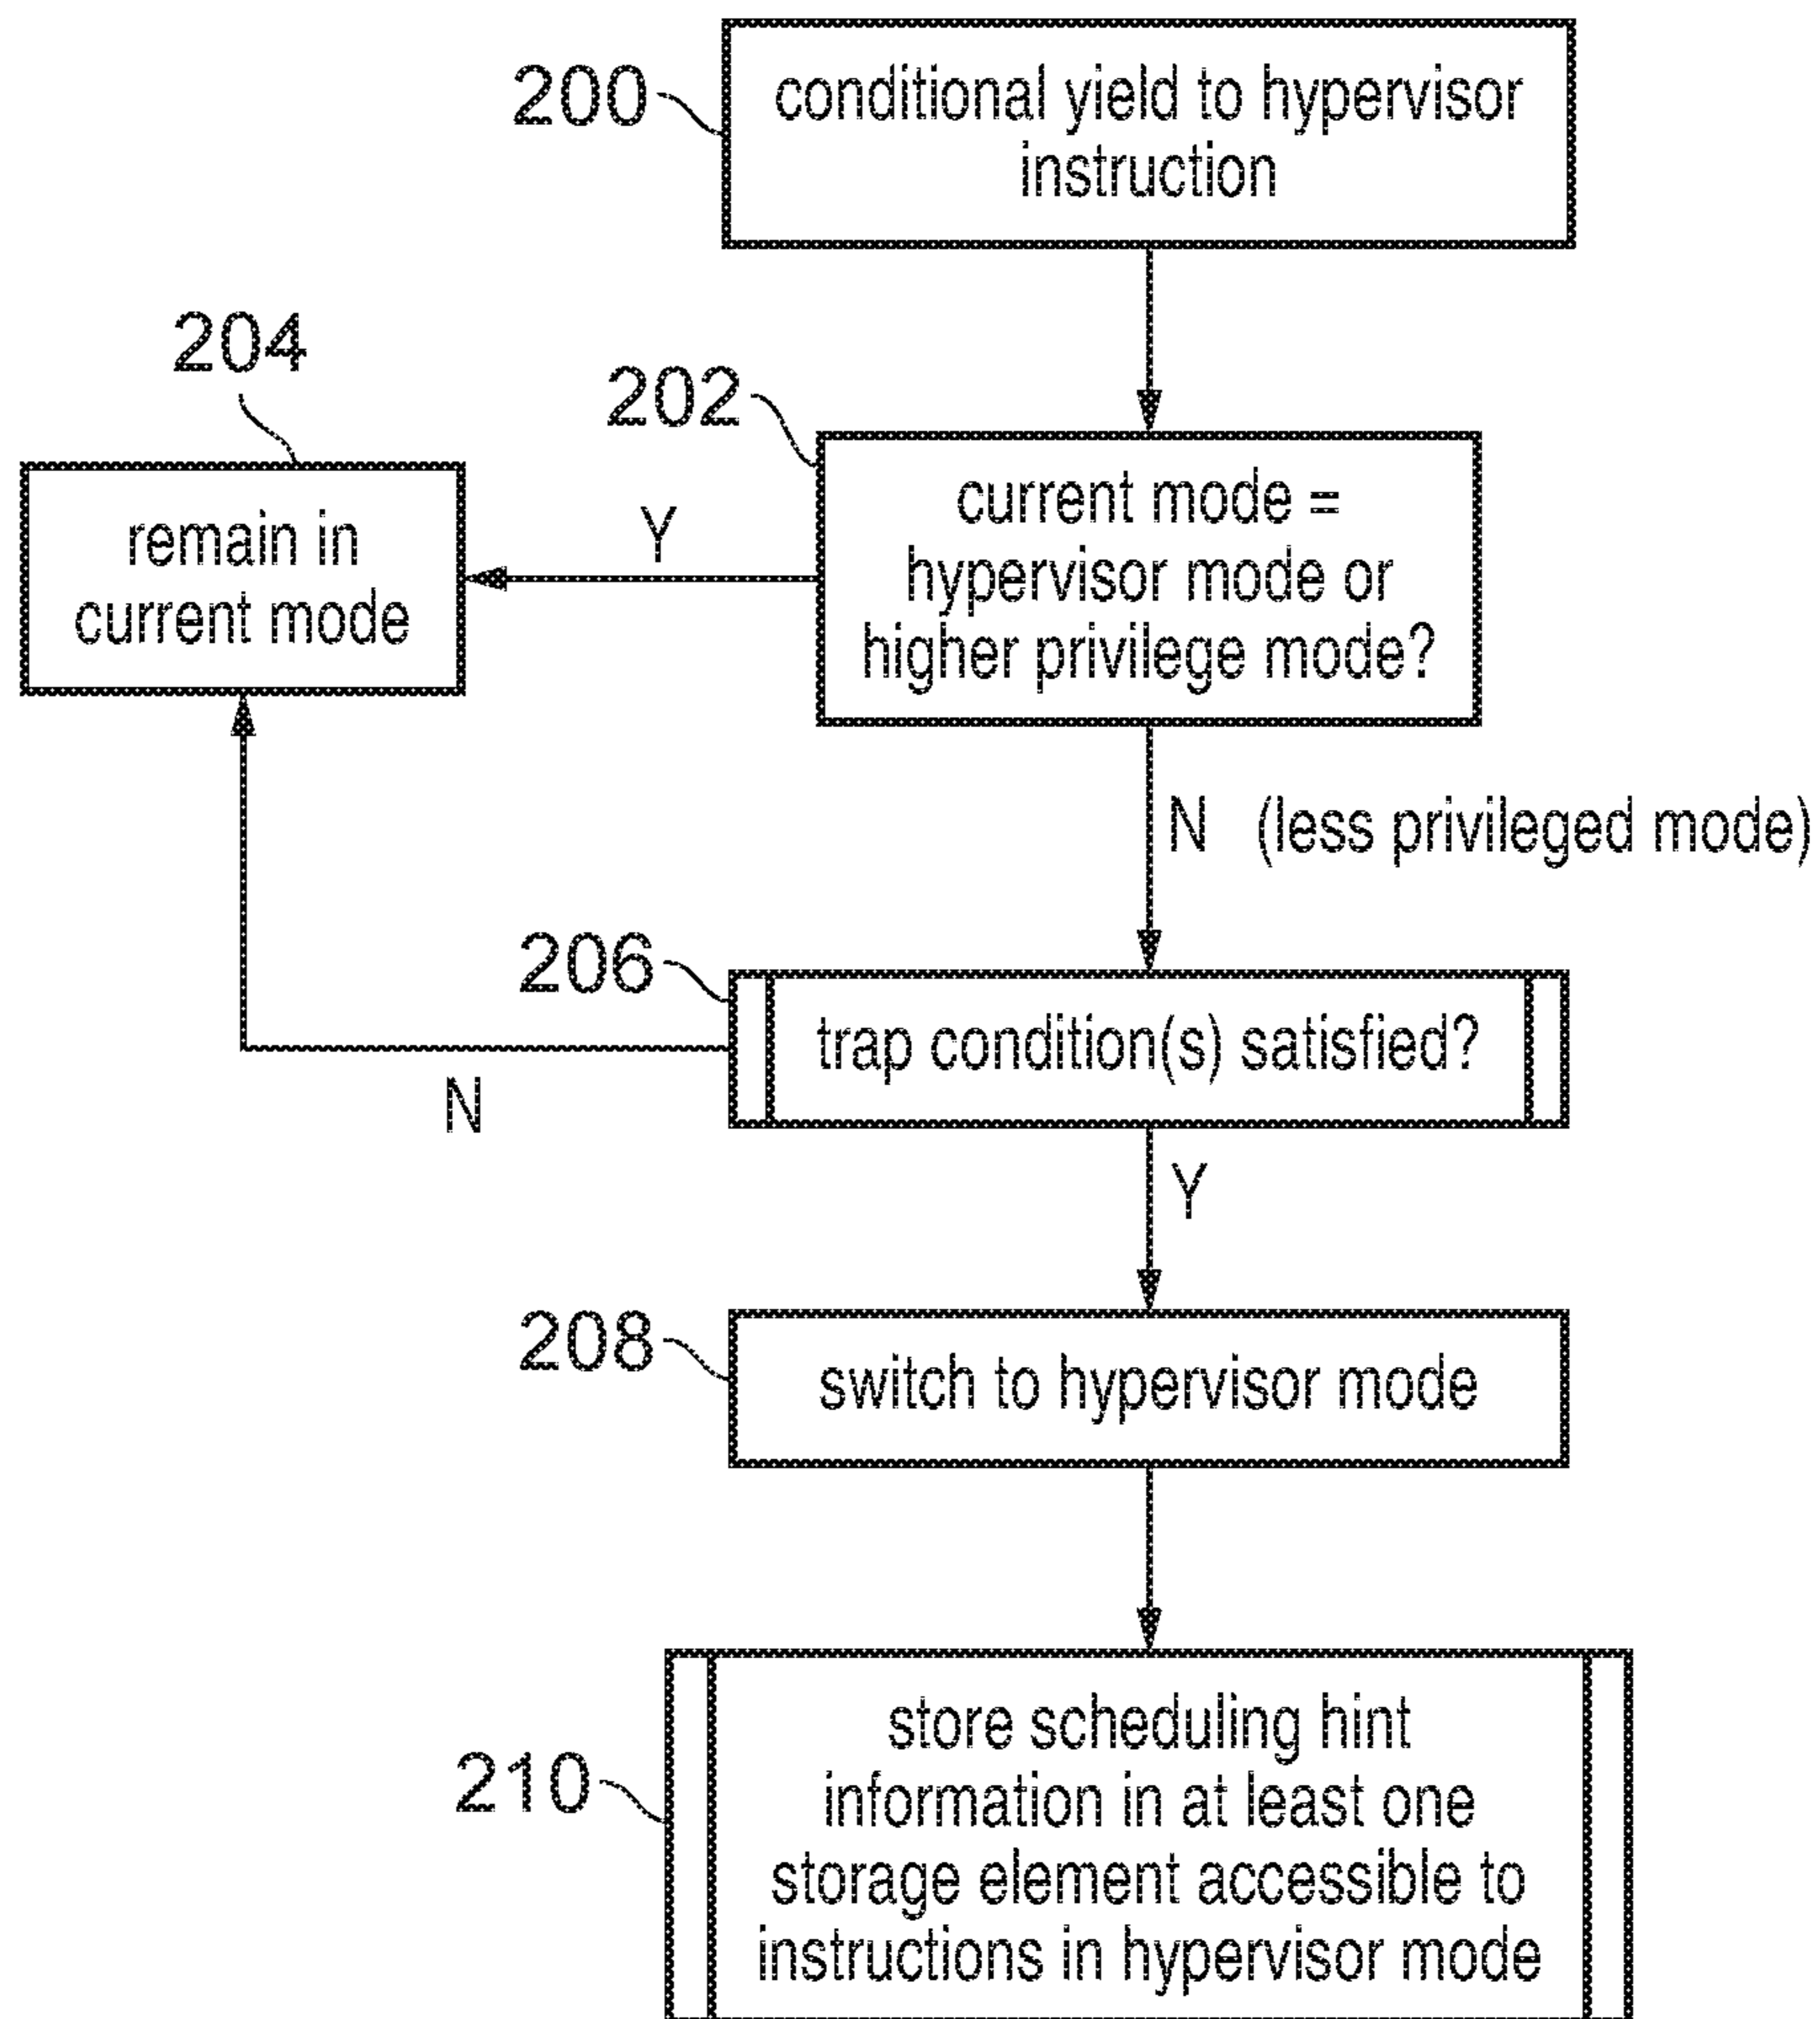 200
conditional yield to hypervisor
instruction
204
202
remain in
current mode
Y
current mode =
hypervisor mode or
higher privilege mode?
N (less privileged mode)
206
trap condition(s) satisfied?
N
Y
208
switch to hypervisor mode
210
store scheduling hint
information in at least one
storage element accessible to
instructions in hypervisor mode